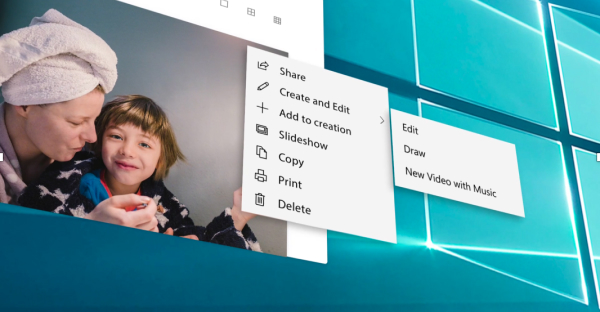 Share
Create and Edit
Add to creation
Slideshow
Copy
Print
Delete
Edit
Draw
New Video with Music